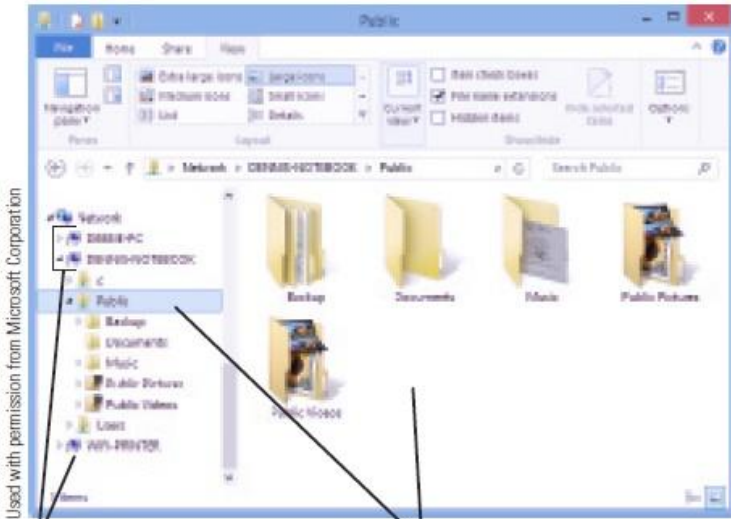 Public
File Home Share View
Extra large icons Large icons Item check boxes
Medium icons Small icons File name extensions
List Details Hidden items
Navigation pane Current view Hide selected items Options
Panes Layout Show/hide
Network DENNIS-NOTEBOOK Public Search Public
Network
DEBBIE-PC
DENNIS-NOTEBOOK
C
Public
Backup
Documents
Music
Public Pictures
Public Videos
Users
WIFI-PRINTER
Backup Documents Music Public Pictures
Public Videos
items
Used with permission from Microsoft Corporation